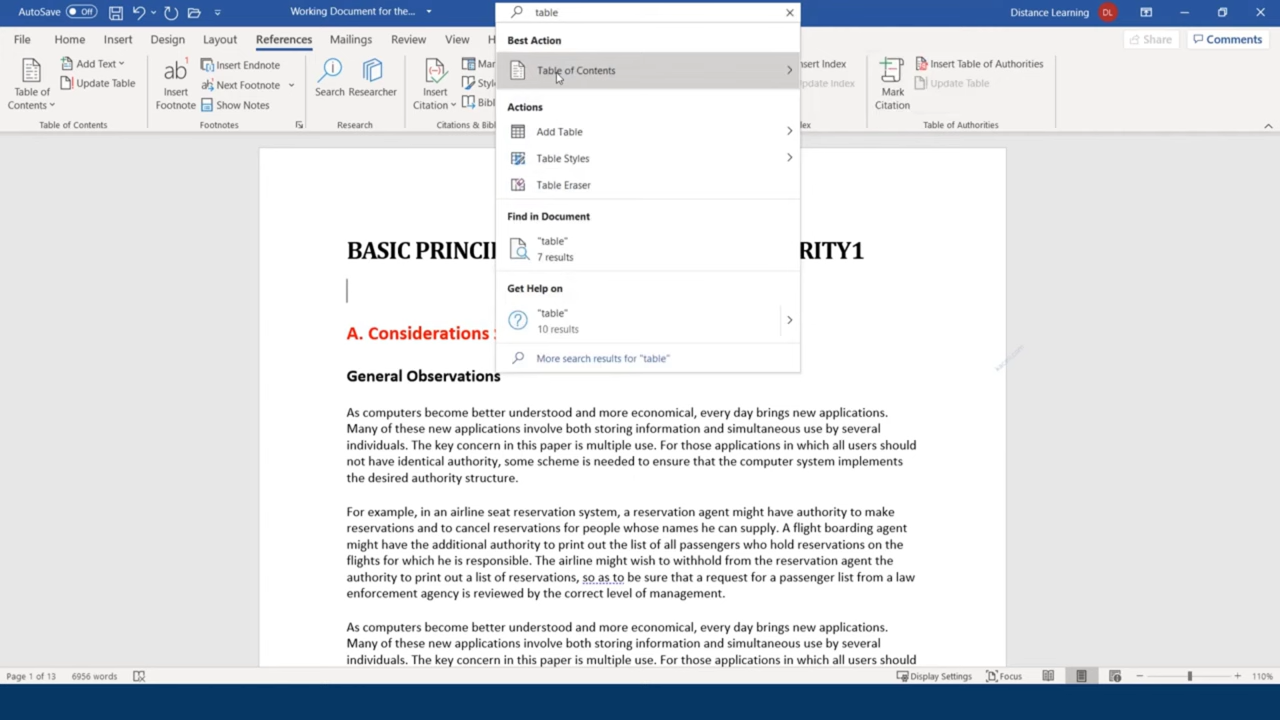 AutoSave Off Working Document for the... table Distance Learning DL
File Home Insert Design Layout References Mailings Review View H Share Comments
Best Action
Table of Contents
Actions
Add Table
Table Styles
Table Eraser
Find in Document
"table"
7 results
Get Help on
"table"
10 results
More search results for "table"
Table of
Contents
Add Text
Update Table
Table of Contents
ab1
Insert
Footnote
Insert Endnote
Next Footnote
Show Notes
Footnotes
Search
Researcher
Research
Insert
Citation
Mar
Style
Bibl
Citations & Bibl
sert Index
pdate Index
ex
Mark
Citation
Insert Table of Authorities
Update Table
Table of Authorities
BASIC PRINCI RITY1
A. Considerations
General Observations
As computers become better understood and more economical, every day brings new applications.
Many of these new applications involve both storing information and simultaneous use by several
individuals. The key concern in this paper is multiple use. For those applications in which all users should
not have identical authority, some scheme is needed to ensure that the computer system implements
the desired authority structure.
For example, in an airline seat reservation system, a reservation agent might have authority to make
reservations and to cancel reservations for people whose names he can supply. A flight boarding agent
might have the additional authority to print out the list of all passengers who hold reservations on the
flights for which he is responsible. The airline might wish to withhold from the reservation agent the
authority to print out a list of reservations, so as to be sure that a request for a passenger list from a law
enforcement agency is reviewed by the correct level of management.
As computers become better understood and more economical, every day brings new applications.
Many of these new applications involve both storing information and simultaneous use by several
individuals. The key concern in this paper is multiple use. For those applications in which all users should
Page 1 of 13 6956 words Display Settings Focus 110%